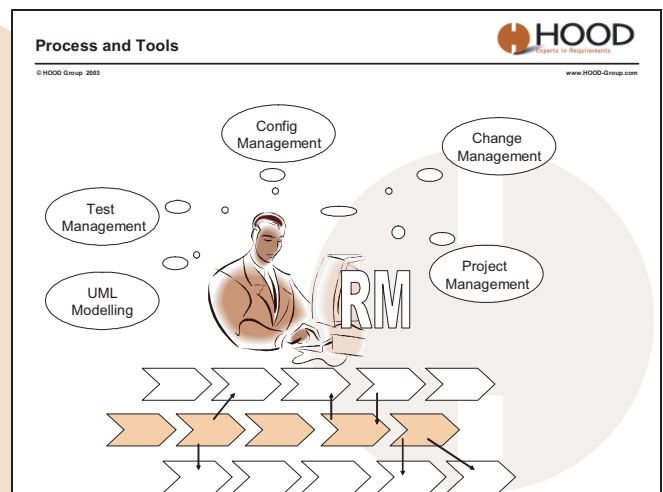 Process and Tools
HOOD
Experts in Requirements
© HOOD Group 2003
www.HOOD-Group.com
Config
Management
Change
Management
Test
Management
Project
Management
UML
Modelling
RM